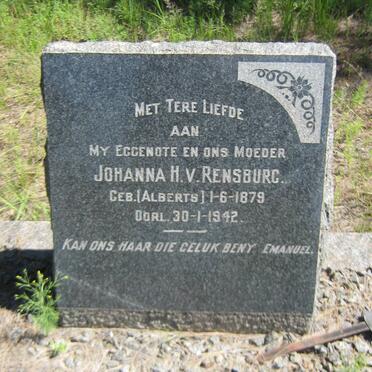 MET TERE LIEFDE
AAN
MY EGGENOTE EN ONS MOEDER
JOHANNA H. V. RENSBURG.
GEB. (ALBERTS) 1-6-1879
OORL. 30-1-1942.
KAN ONS HAAR DIE GELUK BENY. EMANUEL.